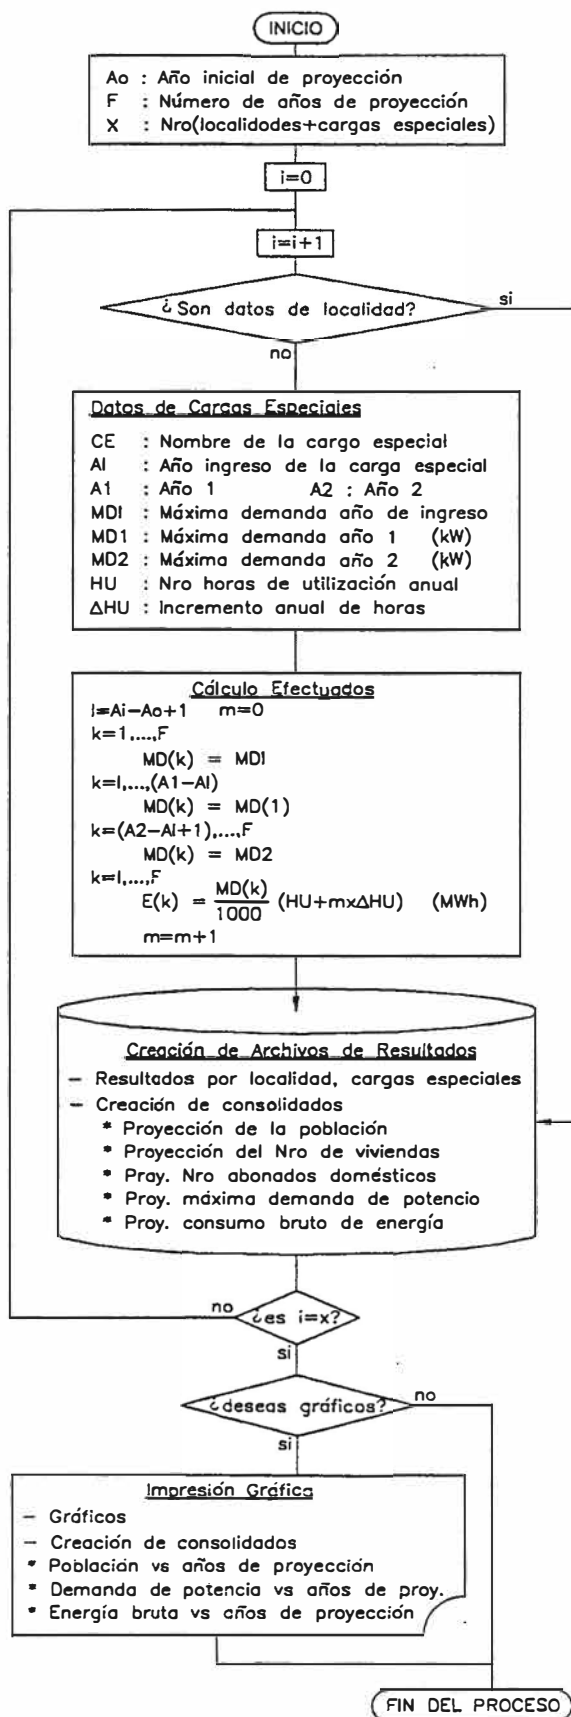 INICIO
Ao : Año inicial de proyección
F : Número de años de proyección
X : Nro(localidodes+cargas especiales)
i=0
i=i+1
¿Son datos de localidad?
si
no
Datos de Cargas Especiales
CE : Nombre de la cargo especial
AI : Año ingreso de la carga especial
A1 : Año 1 A2 : Año 2
MDI : Máxima demanda año de ingreso
MD1 : Máxima demanda año 1 (kW)
MD2 : Máxima demanda año 2 (kW)
HU : Nro horas de utilización anual
ΔHU : Incremento anual de horas
Cálculo Efectuados
I=Ai-Ao+1 m=0
k=1,...,F
MD(k) = MDI
k=I,...,(A1-AI)
MD(k) = MD(1)
k=(A2-AI+1),...,F
MD(k) = MD2
k=I,...,F
E(k) = MD(k)/1000 (HU+mxΔHU) (MWh)
m=m+1
Creación de Archivos de Resultados
- Resultados por localidad, cargas especiales
- Creación de consolidados
* Proyección de la población
* Proyección del Nro de viviendas
* Pray. Nro abonados domésticos
* Proy. máxima demanda de potencio
* Proy. consumo bruto de energía
no
¿es i=x?
si
¿deseas gráficos?
no
si
Impresión Gráfica
- Gráficos
- Creación de consolidados
* Población vs años de proyección
* Demanda de potencia vs años de proy.
* Energía bruta vs años de proyección
FIN DEL PROCESO